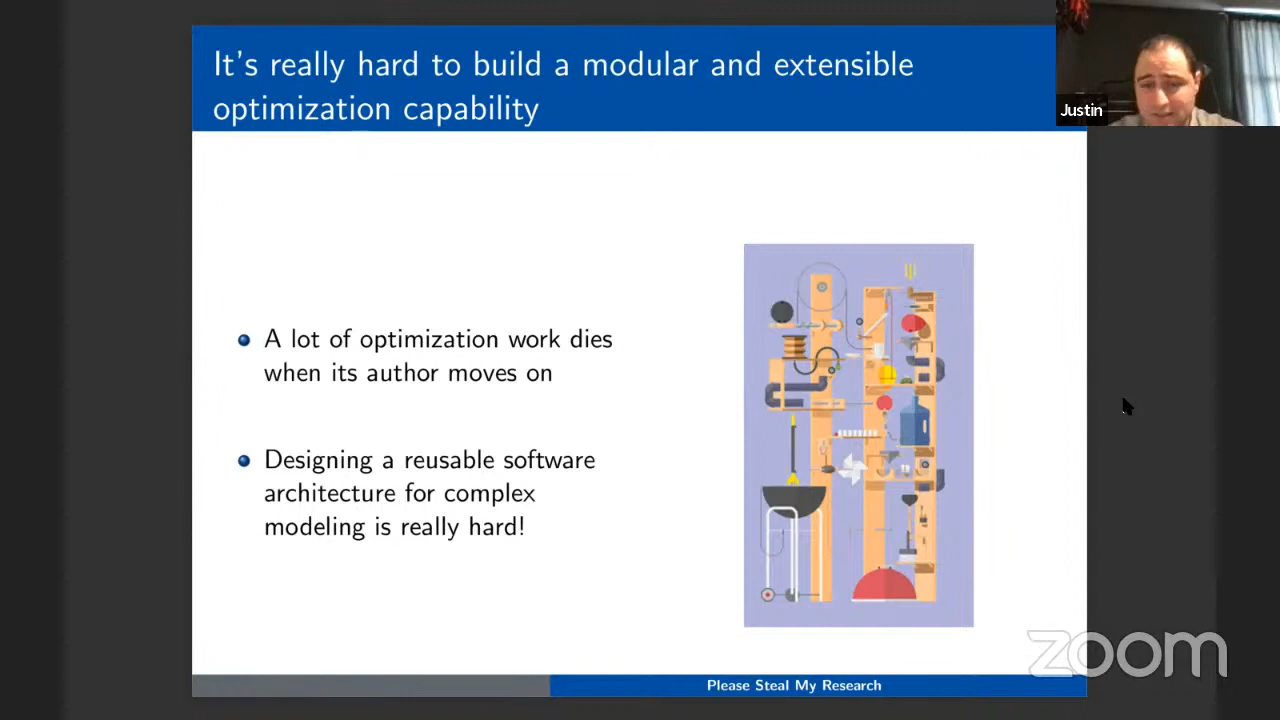 It's really hard to build a modular and extensible
optimization capability
Justin
A lot of optimization work dies
when its author moves on
Designing a reusable software
architecture for complex
modeling is really hard!
zoom
Please Steal My Research